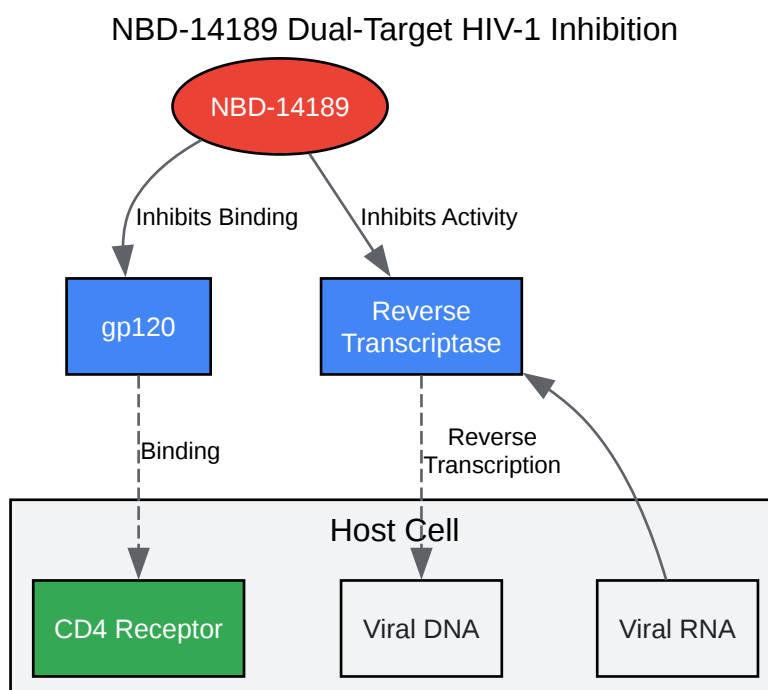 NBD-14189 Dual-Target HIV-1 Inhibition
NBD-14189
Inhibits Binding
Inhibits Activity
gp120
Reverse
Transcriptase
Binding
Reverse
Transcription
Host Cell
CD4 Receptor
Viral DNA
Viral RNA